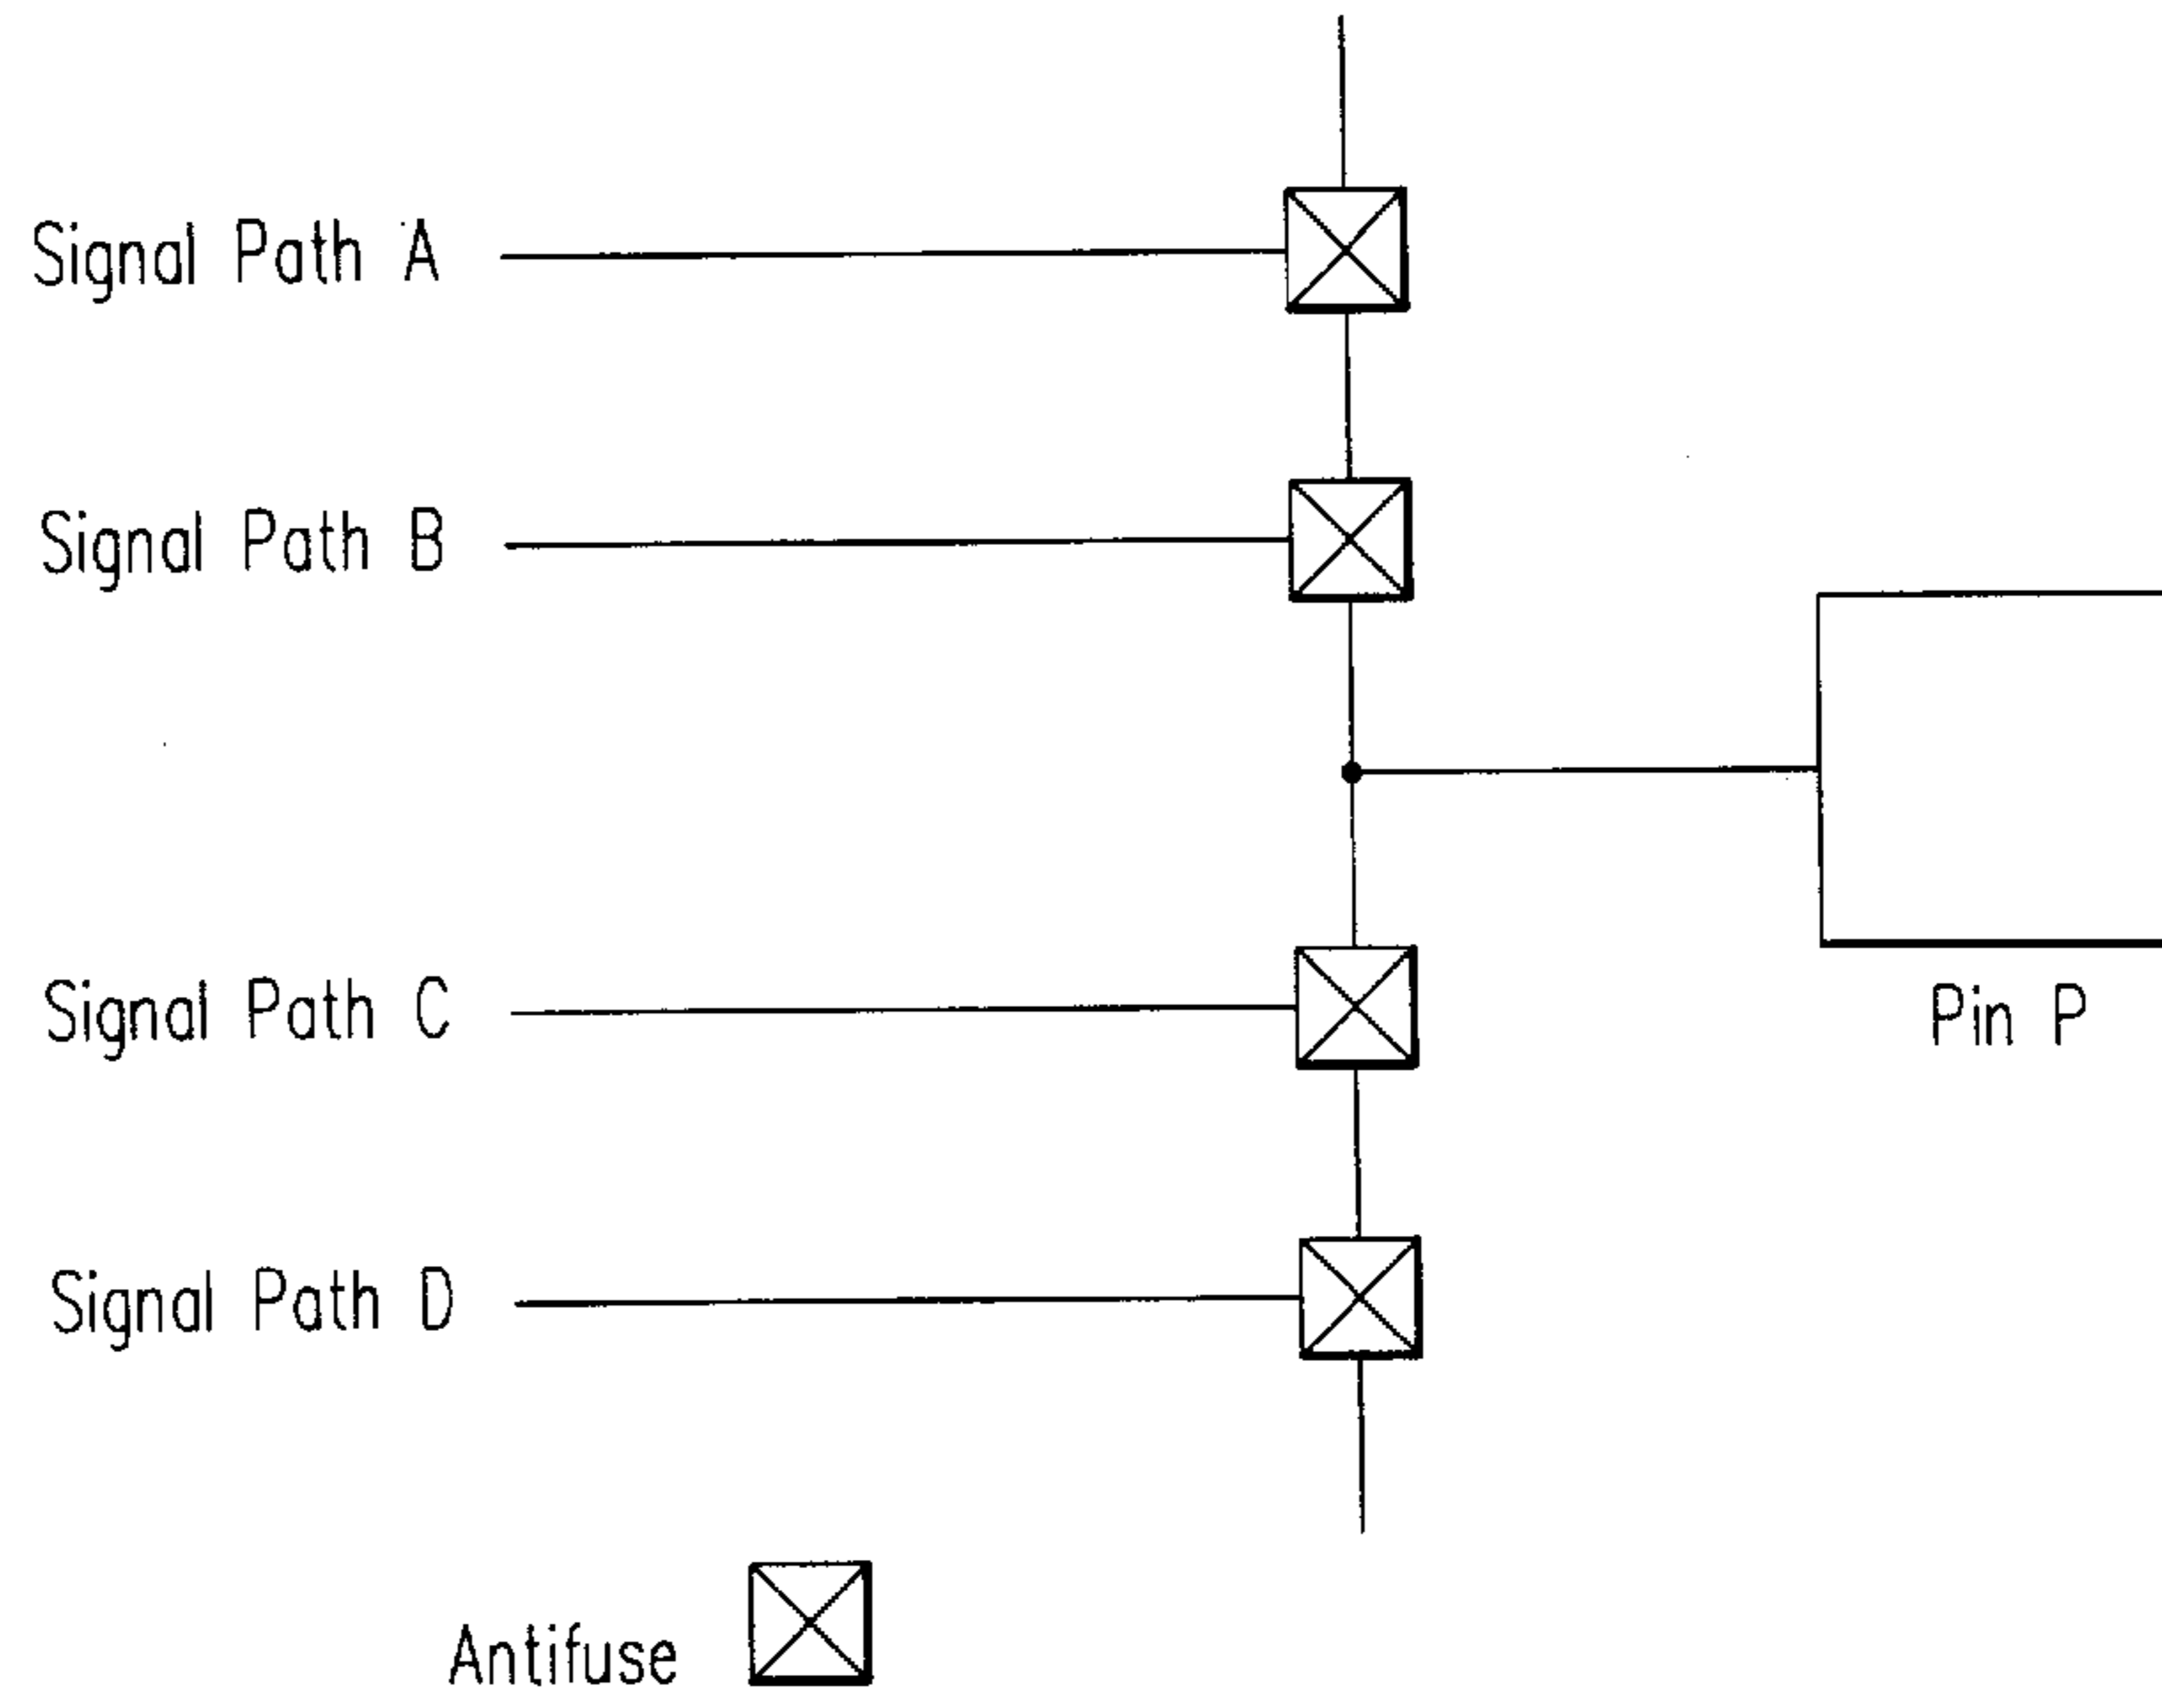 Signal Path A
Signal Path B
Signal Path C
Pin P
Signal Path D
Antifuse